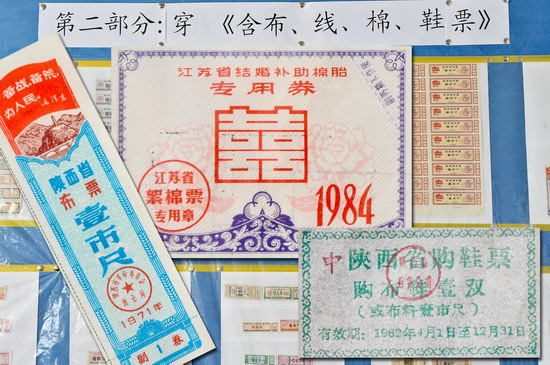 第二部分：穿 《含布、线、棉、鞋票》
备战、备荒、
为人民。
陕西省
布票
壹市尺
1971年
副1券
江苏省结婚补助棉胎
专用券
囍
江苏省
絮棉票
专用章
1984
中 陕西省购鞋票
购布鞋壹双
(或布料壹市尺)
有效期：1962年4月1日至12月31日